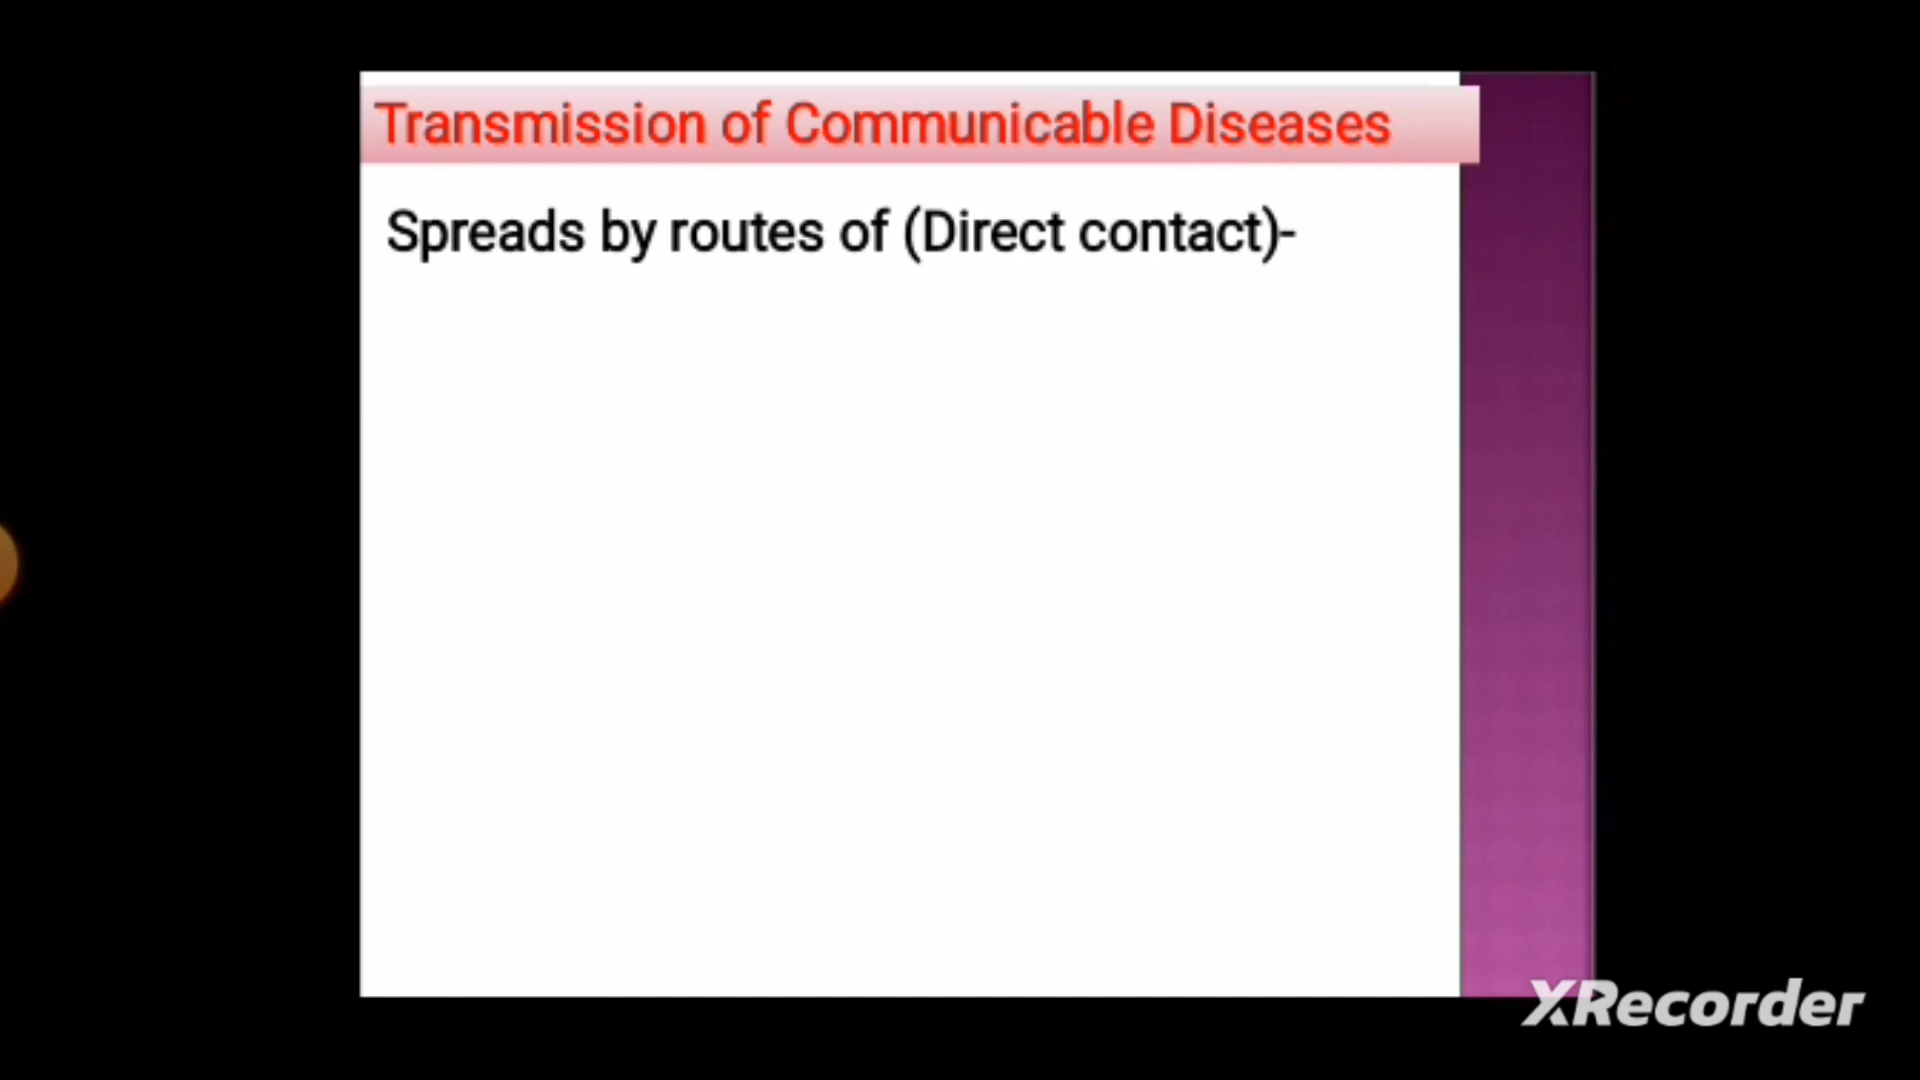 Transmission of Communicable Diseases
Spreads by routes of (Direct contact)-
XRecorder